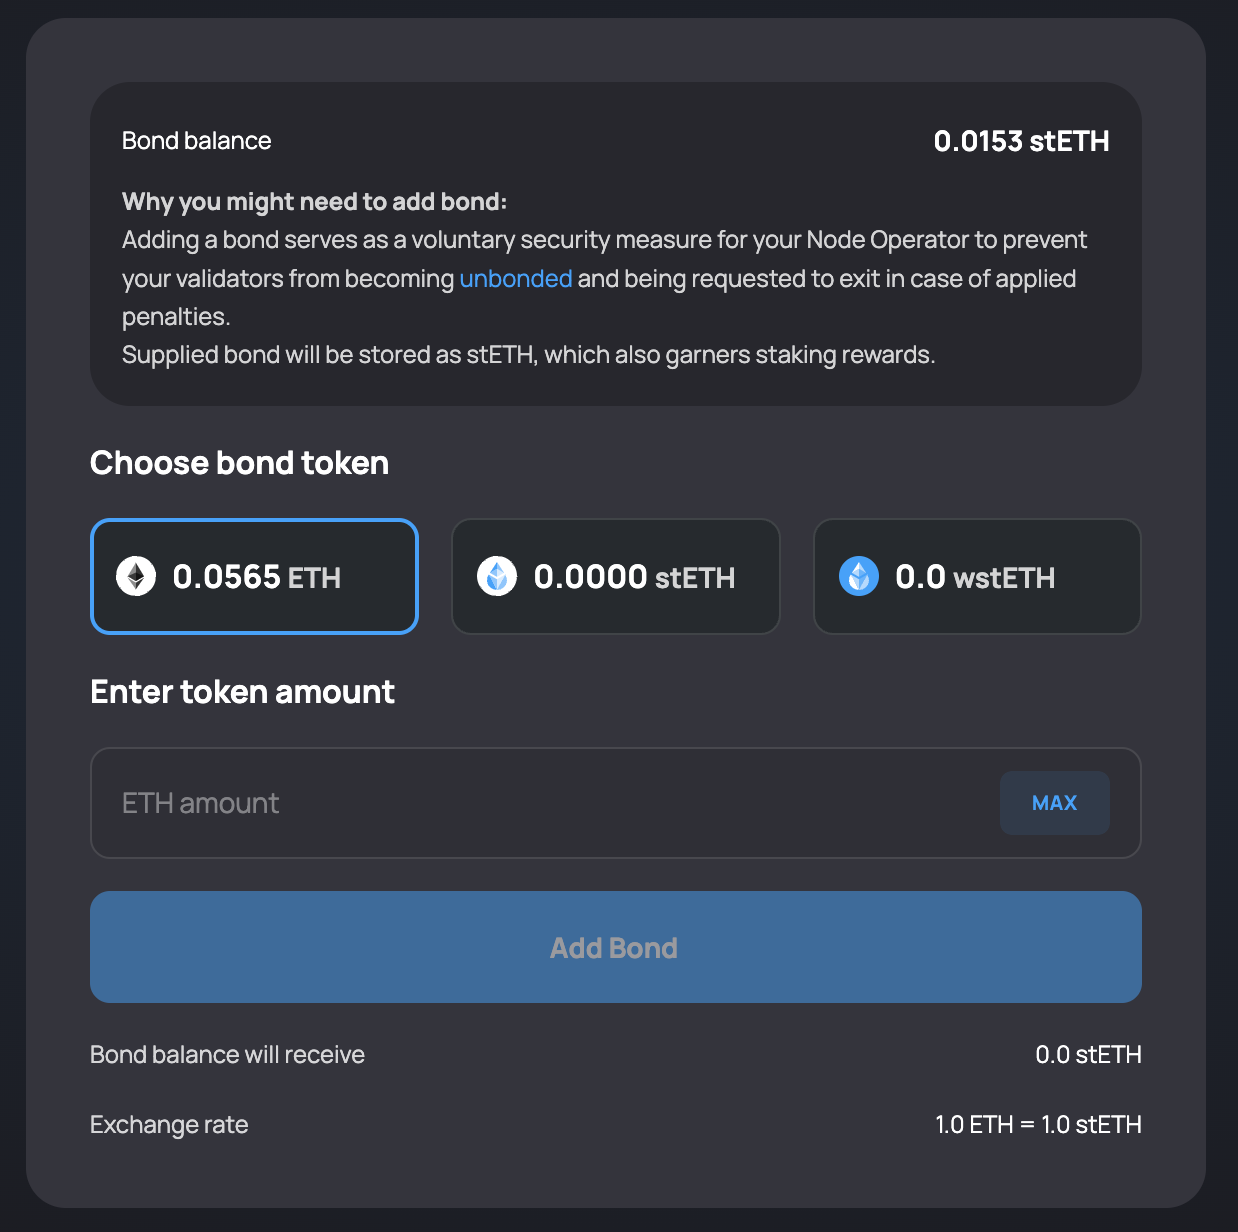 Bond balance
0.0153 stETH
Why you might need to add bond:
Adding a bond serves as a voluntary security measure for your Node Operator to prevent
your validators from becoming unbonded and being requested to exit in case of applied
penalties.
Supplied bond will be stored as stETH, which also garners staking rewards.
Choose bond token
0.0565 ETH
0.0000 stETH
0.0 wstETH
Enter token amount
ETH amount
MAX
Add Bond
Bond balance will receive
0.0 stETH
Exchange rate
1.0 ETH = 1.0 stETH